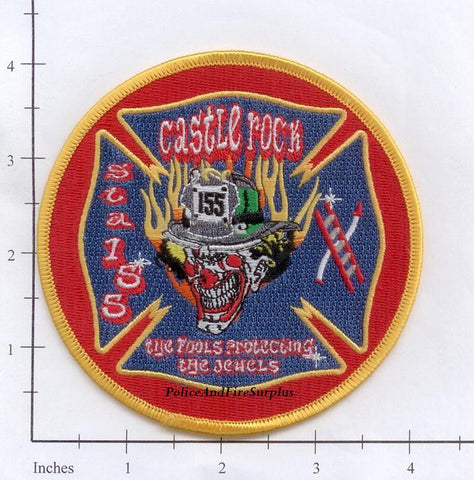 4
castle rock
3
155
sta 155
2
the fools protecting
the jewels
1
PoliceAndFireSurplus
Inches 1 2 3 4